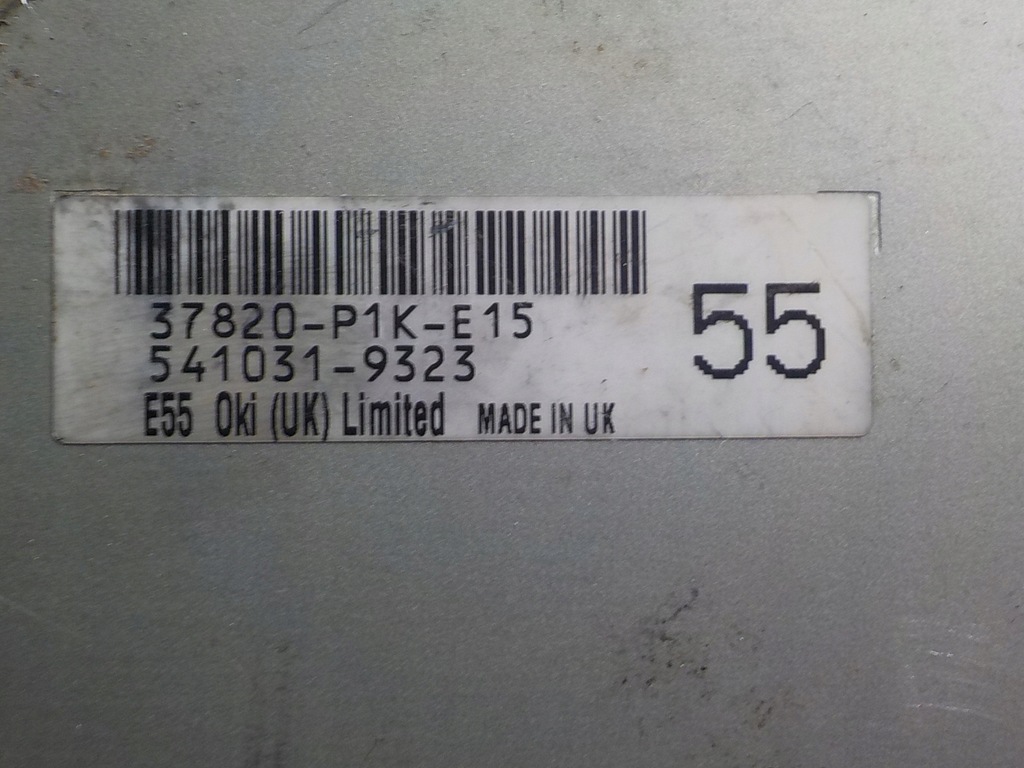 37820-P1K-E15
541031-9323
E55 Oki (UK) Limited MADE IN UK
55